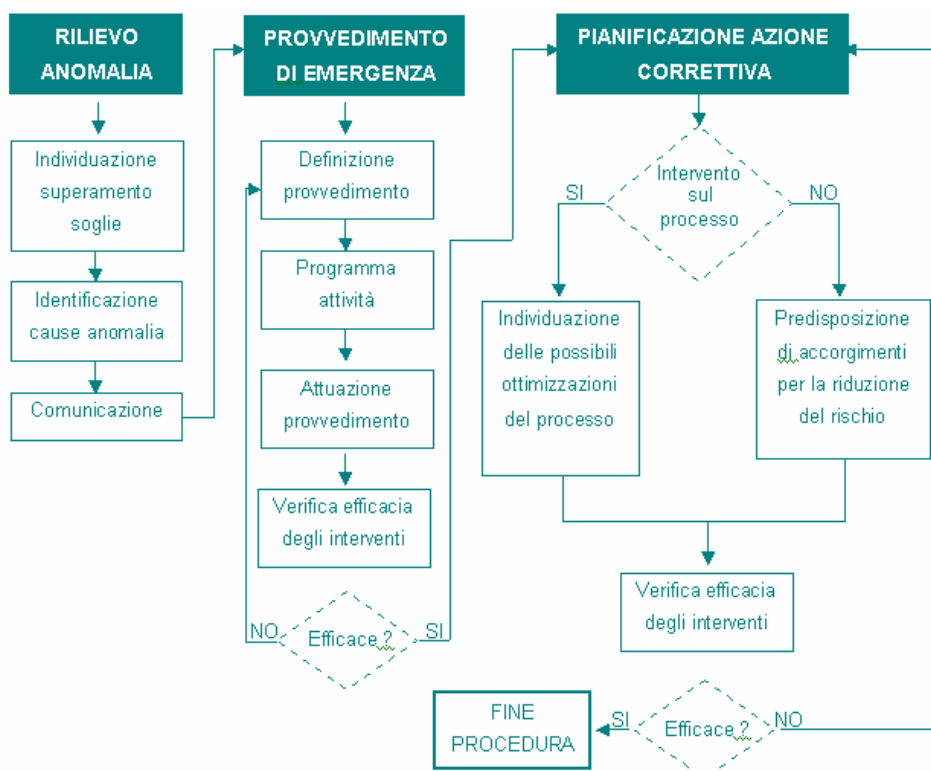 RILIEVO
ANOMALIA
Individuazione
superamento
soglie
Identificazione
cause anomalia
Comunicazione
PROVVEDIMENTO
DI EMERGENZA
Definizione
provvedimento
Programma
attività
Attuazione
provvedimento
Verifica efficacia
degli interventi
NO
Efficace ?
SI
PIANIFICAZIONE AZIONE
CORRETTIVA
Intervento
sul
processo
SI
NO
Individuazione
delle possibili
ottimizzazioni
del processo
Predisposizione
di accorgimenti
per la riduzione
del rischio
Verifica efficacia
degli interventi
Efficace ?
SI
NO
FINE
PROCEDURA